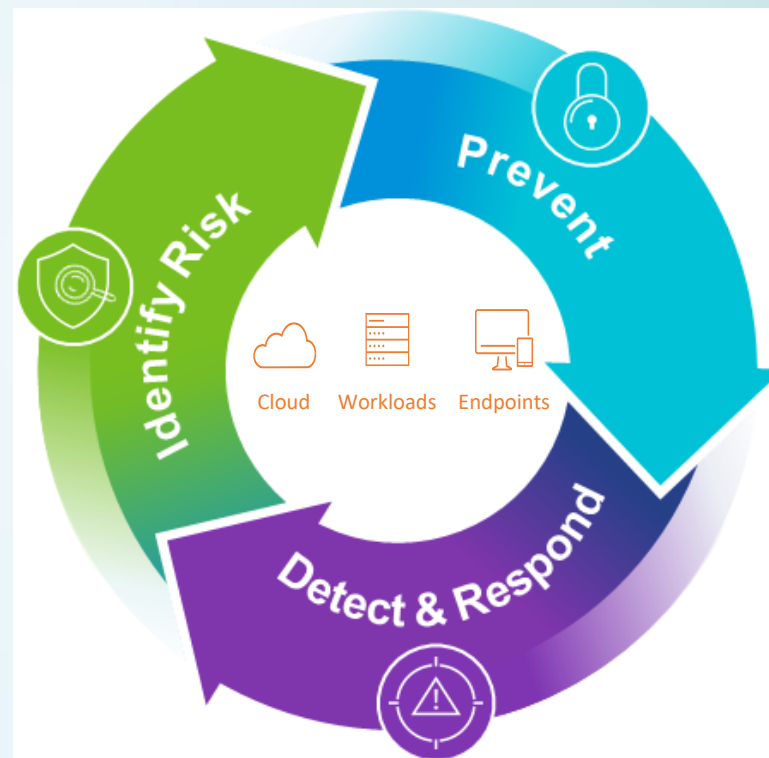 Prevent
Identify Risk
Cloud Workloads Endpoints
Detect & Respond